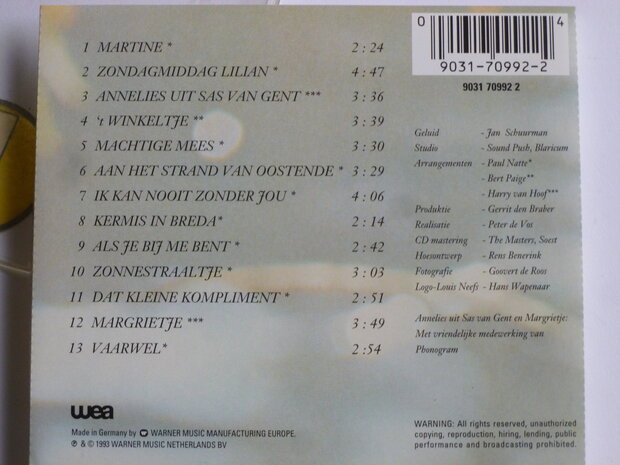 1 MARTINE * 2 : 24
2 ZONDAGMIDDAG LILIAN * 4 : 47
3 ANNELIES UIT SAS VAN GENT *** 3 : 36
4 't WINKELTJE ** 3 : 39
5 MACHTIGE MEES * 3 : 30
6 AAN HET STRAND VAN OOSTENDE * 3 : 29
7 IK KAN NOOIT ZONDER JOU * 4 : 06
8 KERMIS IN BREDA* 2 : 14
9 ALS JE BIJ ME BENT * 2 : 42
10 ZONNESTRAALTJE * 3 : 03
11 DAT KLEINE KOMPLIMENT * 2 : 51
12 MARGRIETJE *** 3 : 49
13 VAARWEL* 2 :54
0 4
9031-70992-2
9031 70992 2
Geluid - Jan Schuurman
Studio - Sound Push, Blaricum
Arrangementen - Paul Natte*
- Bert Paige**
- Harry van Hoof***
Produktie - Gerrit den Braber
Realisatie - Peter de Vos
CD mastering - The Masters, Soest
Hoesontwerp - Rens Benerink
Fotografie - Goovert de Roos
Logo-Louis Neefs - Hans Wapenaar
Annelies uit Sas van Gent en Margrietje:
Met vriendelijke medewerking van
Phonogram
wea
Made in Germany by WARNER MUSIC MANUFACTURING EUROPE.
℗ & © 1993 WARNER MUSIC NETHERLANDS BV
WARNING: All rights reserved, unauthorized
copying, reproduction, hiring, lending, public
performance and broadcasting prohibited.